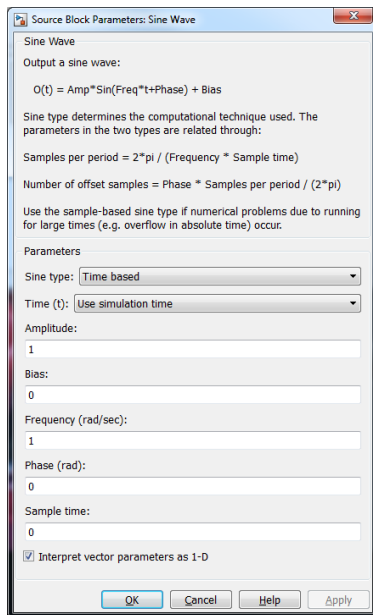 Source Block Parameters: Sine Wave
Sine Wave
Output a sine wave:
O(t) = Amp*Sin(Freq*t+Phase) + Bias
Sine type determines the computational technique used. The
parameters in the two types are related through:
Samples per period = 2*pi / (Frequency * Sample time)
Number of offset samples = Phase * Samples per period / (2*pi)
Use the sample-based sine type if numerical problems due to running
for large times (e.g. overflow in absolute time) occur.
Parameters
Sine type: Time based
Time (t): Use simulation time
Amplitude:
1
Bias:
0
Frequency (rad/sec):
1
Phase (rad):
0
Sample time:
0
Interpret vector parameters as 1-D
OK Cancel Help Apply